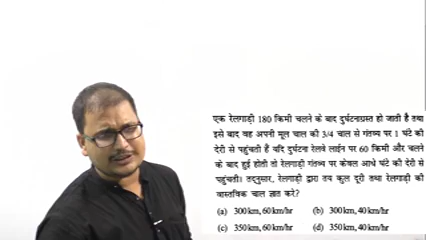 एक रेलगाड़ी 180 किमी चलने के बाद दुर्घटनाग्रस्त हो जाती है तथा
इसे बाद वह अपनी मूल चाल की 3/4 चाल से गंतव्य पर 1 घंटे की
देरी से पहुंचती हैं यदि दुर्घटना रेलवे लाईन पर 60 किमी और चलने
के बाद हुई होती तो रेलगाड़ी गंतव्य पर केवल आधे घंटे की देरी से
पहुंचती। तद्नुसार, रेलगाड़ी द्वारा तय कुल दूरी तथा रेलगाड़ी की
वास्तविक चाल ज्ञात करे?
(a) 300 km, 60 km/hr (b) 300 km, 40 km/hr
(c) 350 km, 60 km/hr (d) 350 km, 40 km/hr